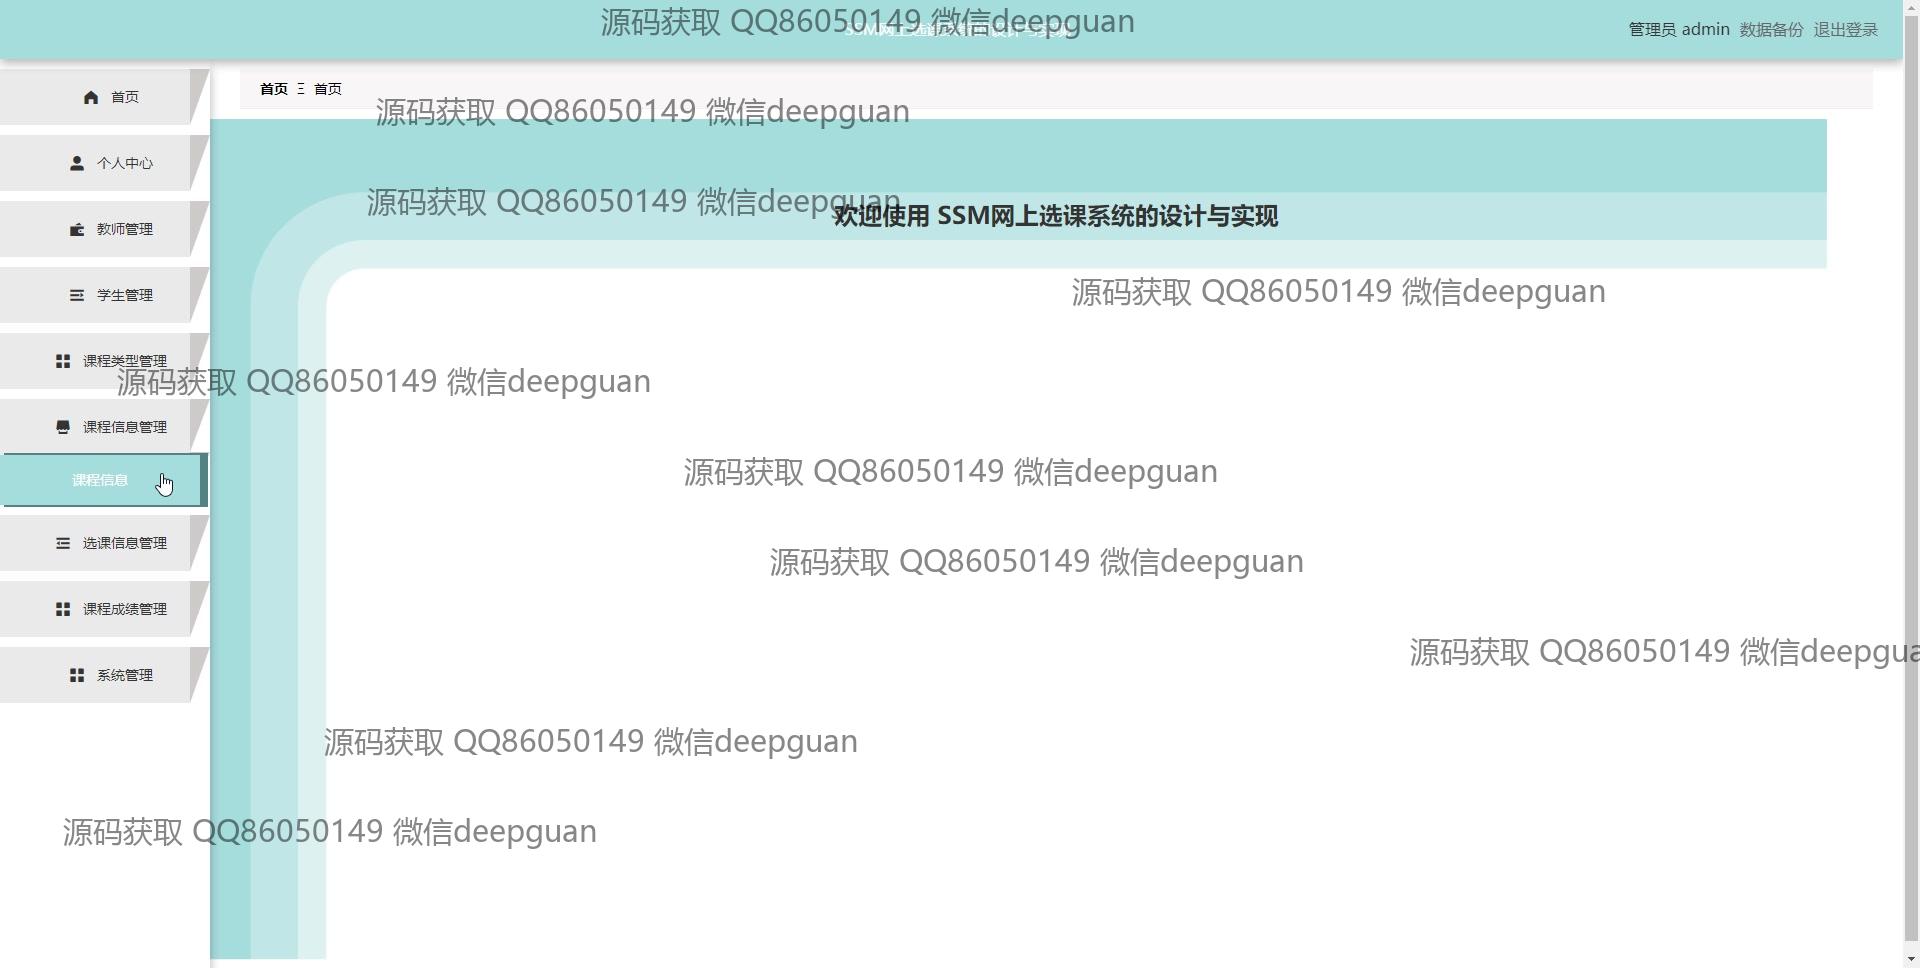 源码获取 QQ86050149 微信deepguan
SSM网上选课系统的设计与实现
管理员 admin 数据备份 退出登录
首页
个人中心
教师管理
学生管理
课程类型管理
课程信息管理
课程信息
选课信息管理
课程成绩管理
系统管理
首页 Ξ 首页
源码获取 QQ86050149 微信deepguan
源码获取 QQ86050149 微信deepguan
欢迎使用 SSM网上选课系统的设计与实现
源码获取 QQ86050149 微信deepguan
源码获取 QQ86050149 微信deepguan
源码获取 QQ86050149 微信deepguan
源码获取 QQ86050149 微信deepguan
源码获取 QQ86050149 微信deepgua
源码获取 QQ86050149 微信deepguan
源码获取 QQ86050149 微信deepguan